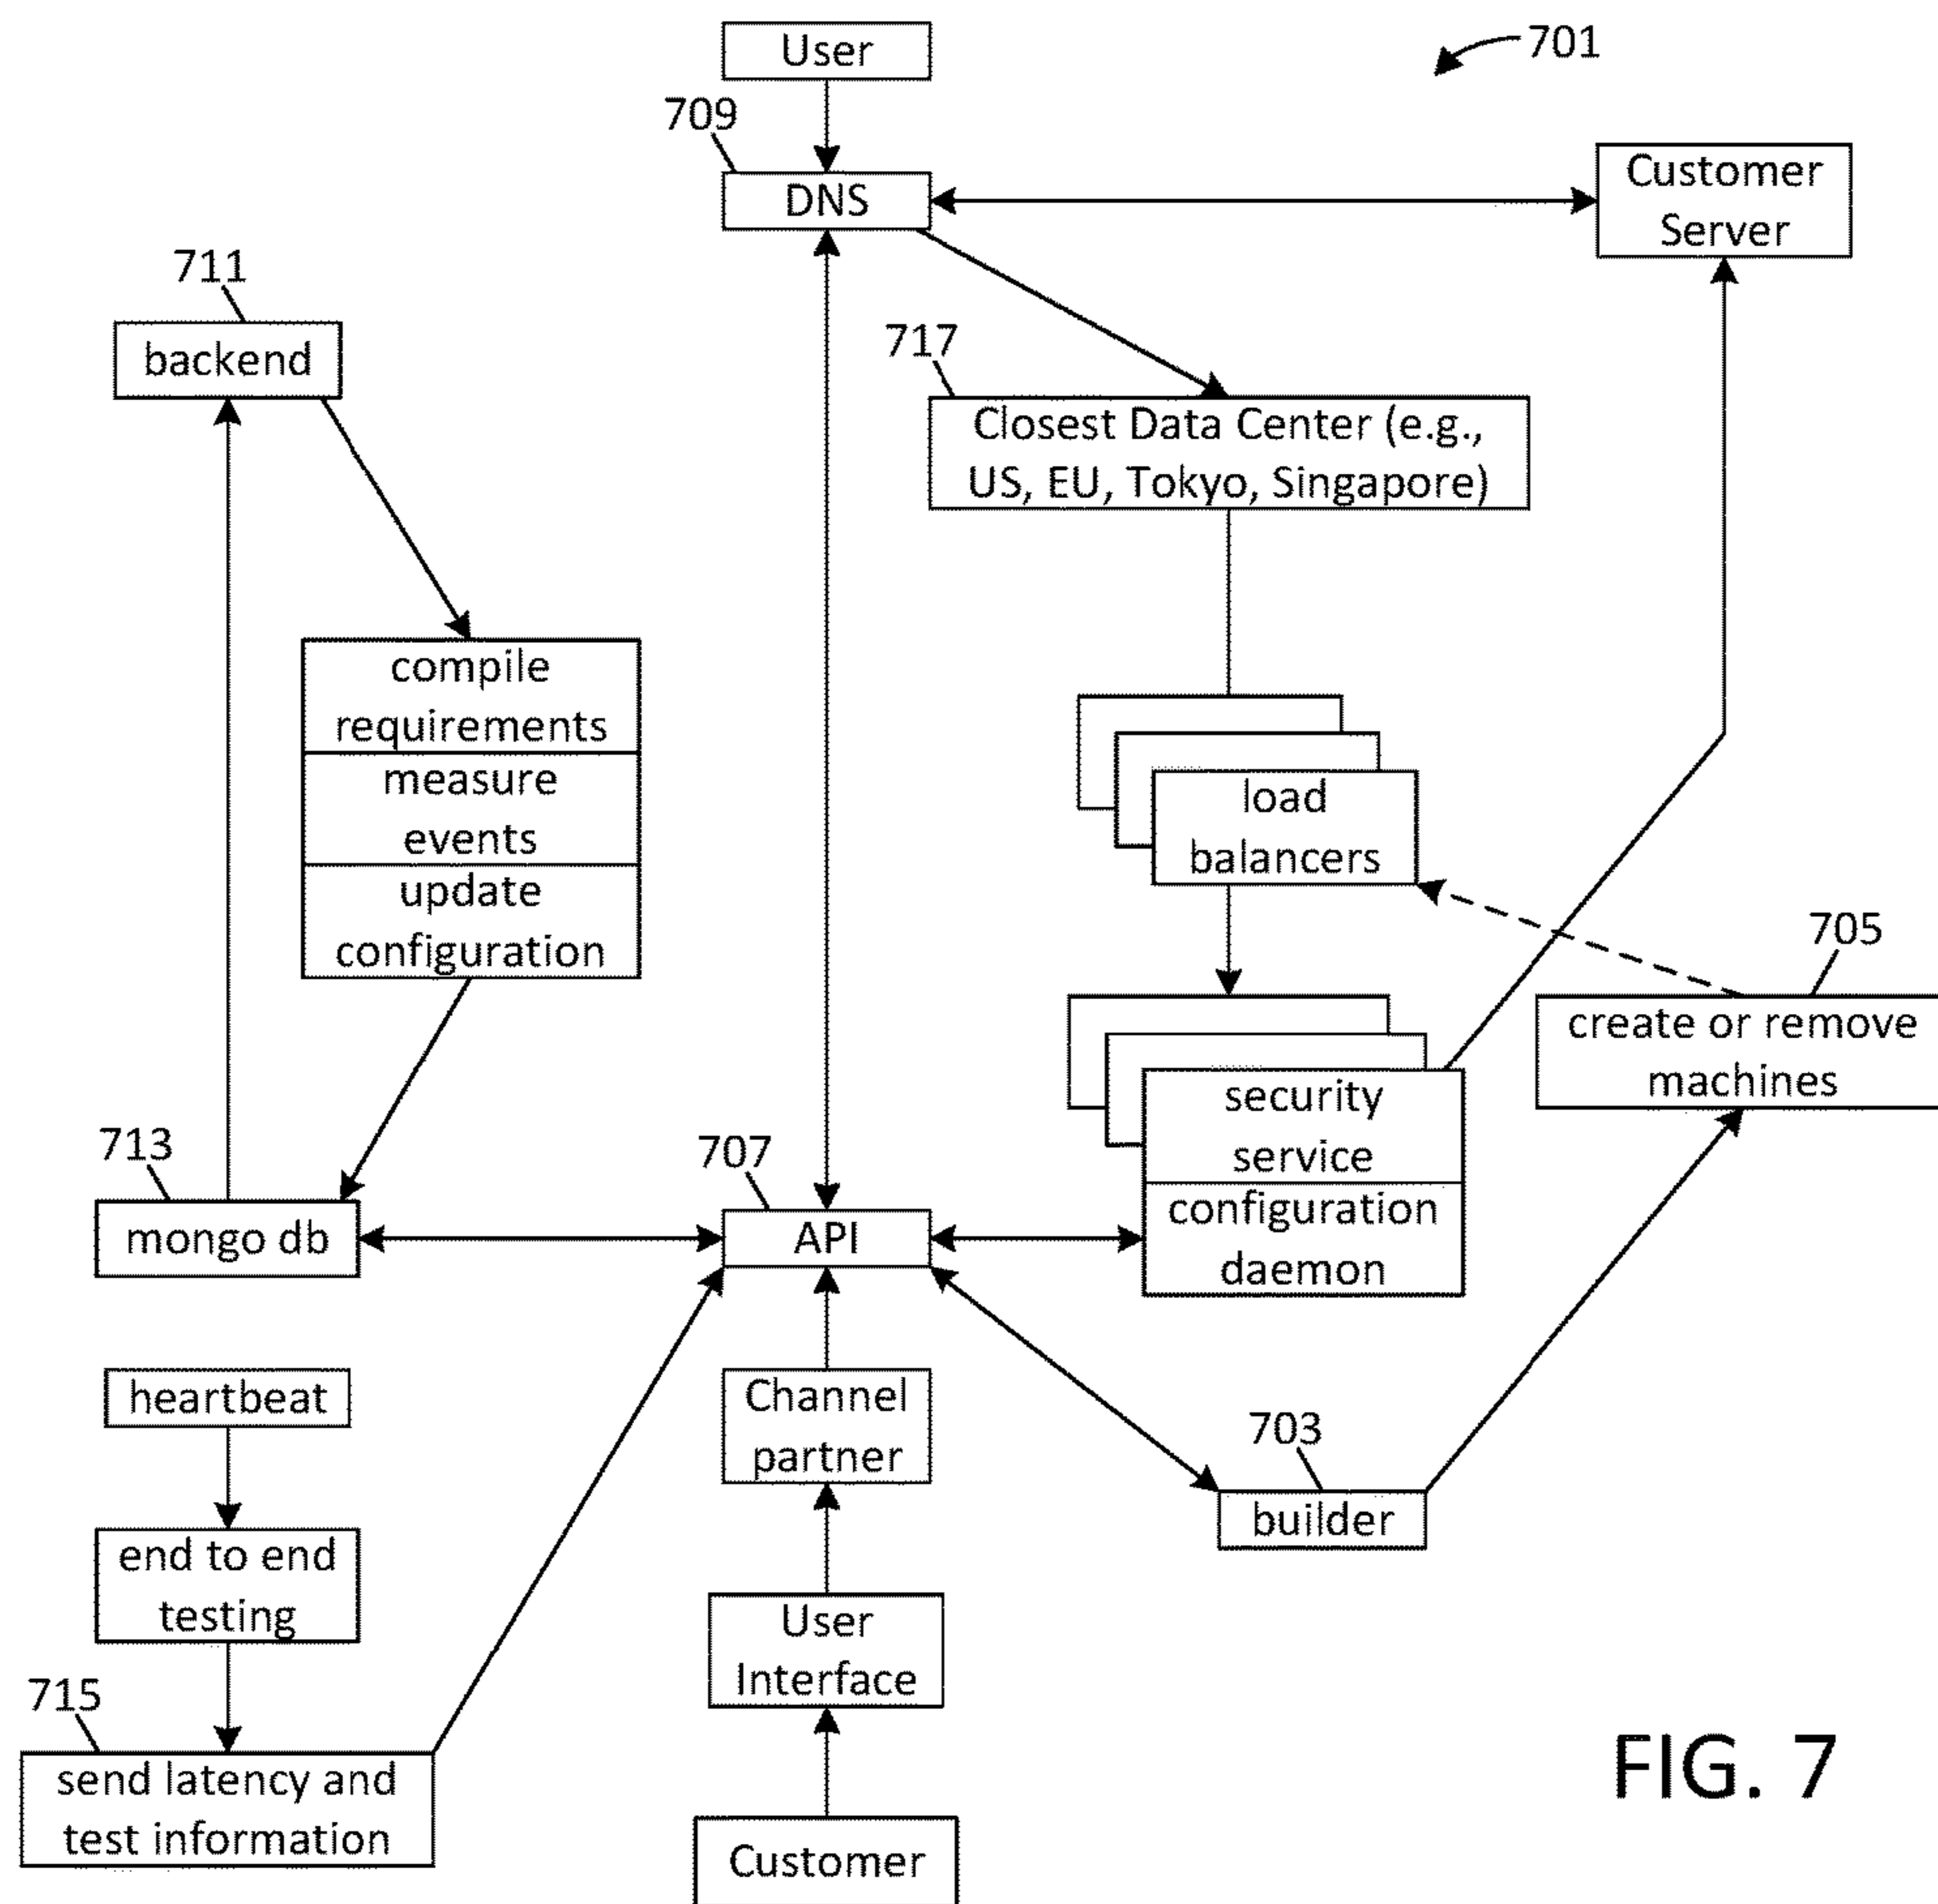 User
701
709
DNS
Customer
Server
711
backend
717
Closest Data Center (e.g.,
US, EU, Tokyo, Singapore)
compile
requirements
measure
events
update
configuration
load
balancers
705
create or remove
machines
security
service
configuration
daemon
713
mongo db
707
API
heartbeat
Channel
partner
703
builder
end to end
testing
User
Interface
715
send latency and
test information
Customer
FIG. 7